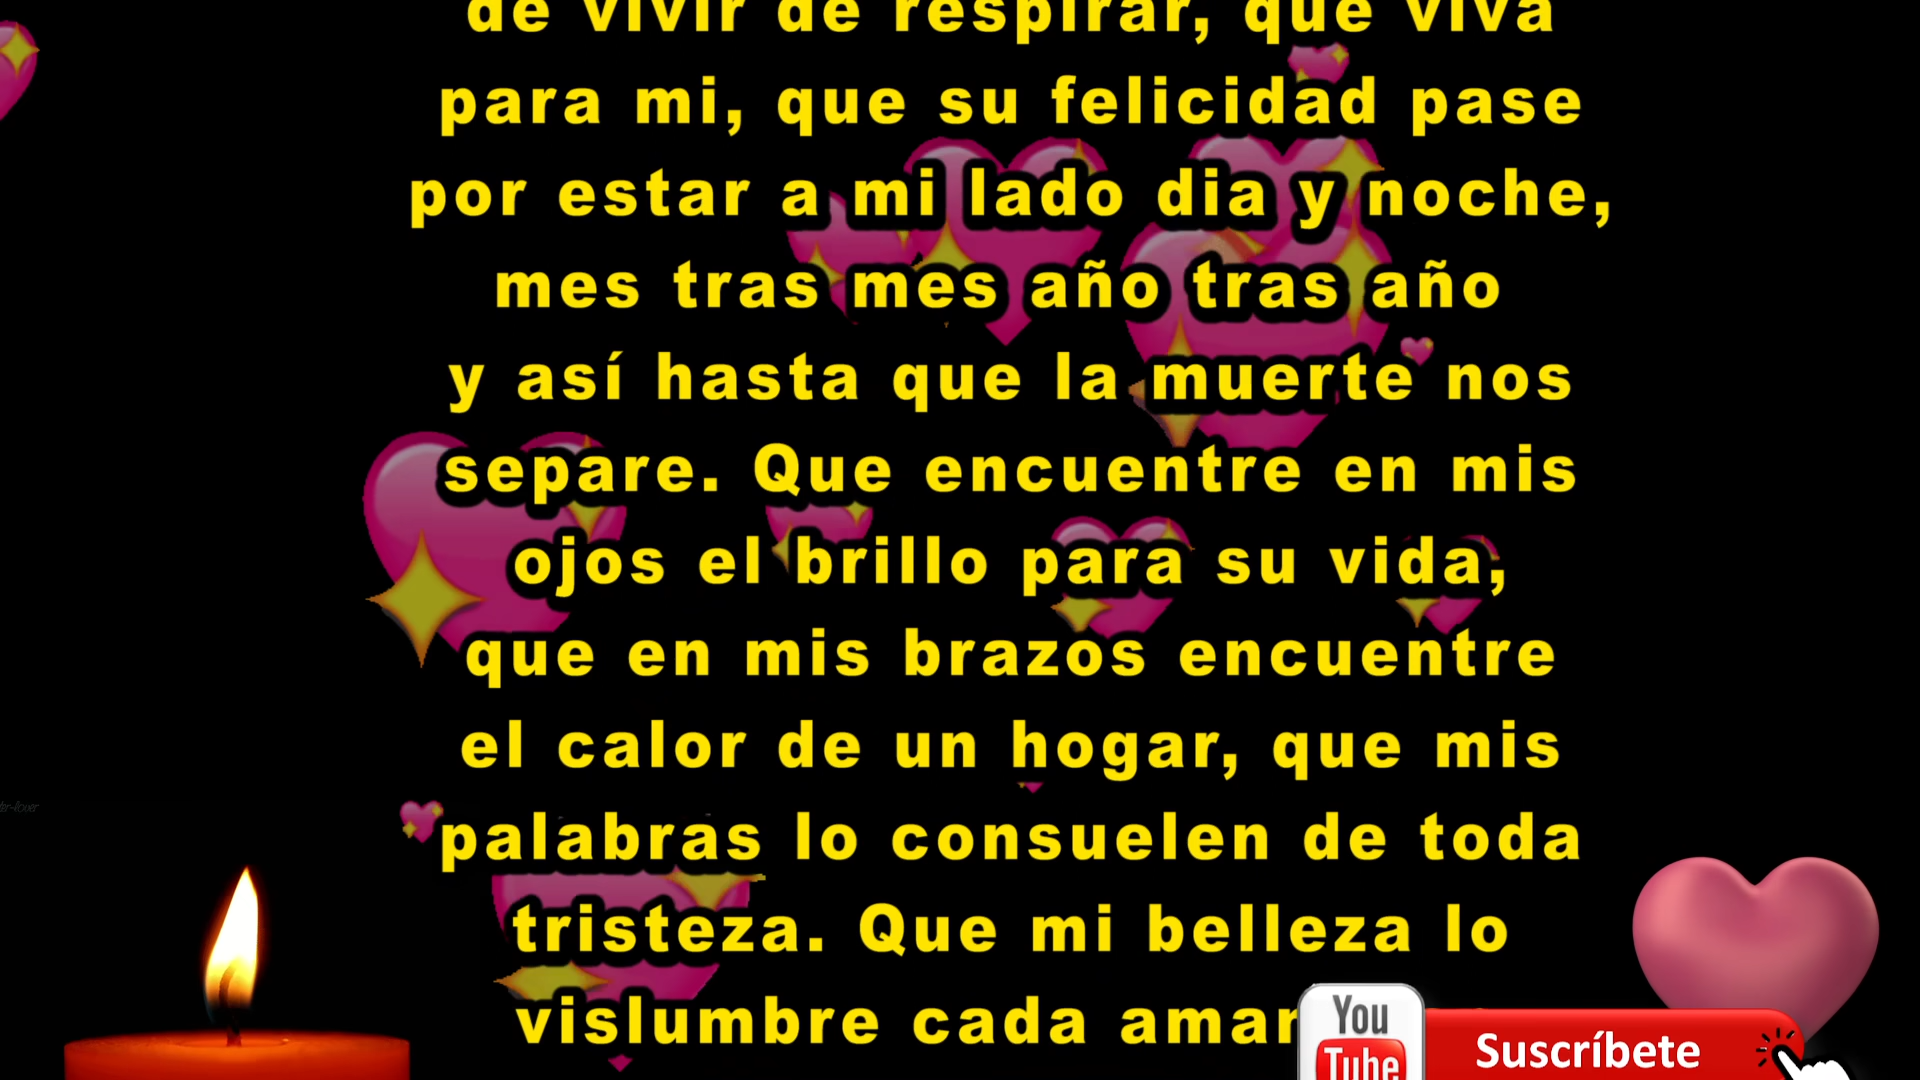 de vivir de respirar, que viva
para mi, que su felicidad pase
por estar a mi lado dia y noche,
mes tras mes año tras año
y así hasta que la muerte nos
separe. Que encuentre en mis
ojos el brillo para su vida,
que en mis brazos encuentre
el calor de un hogar, que mis
palabras lo consuelen de toda
tristeza. Que mi belleza lo
vislumbre cada
You
Tube
Suscríbete